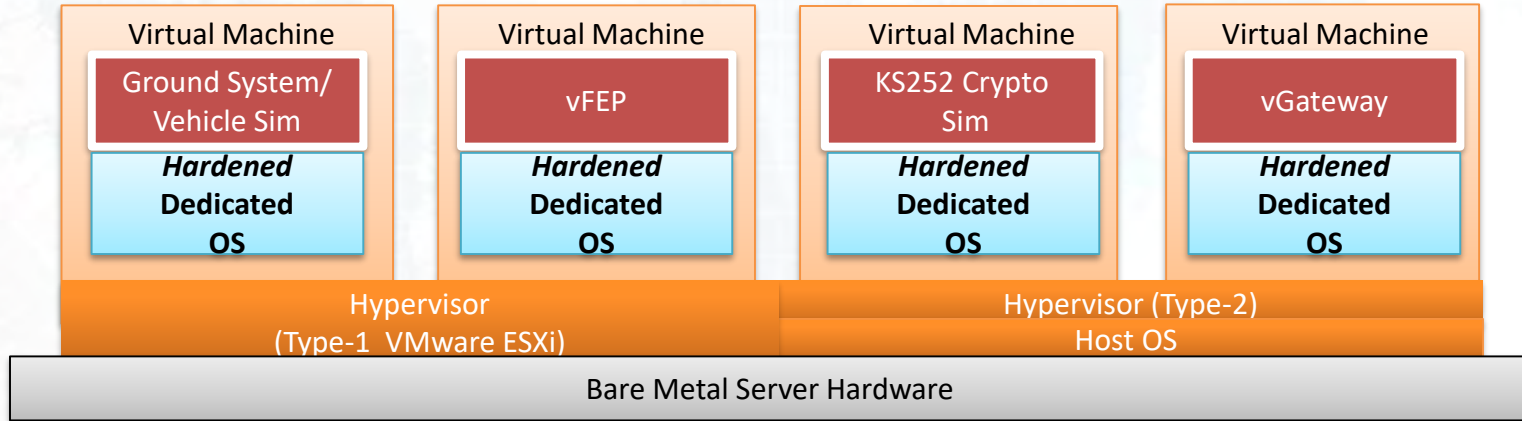 Virtual Machine
Ground System/
Vehicle Sim
Hardened
Dedicated
OS
Virtual Machine
vFEP
Hardened
Dedicated
OS
Virtual Machine
KS252 Crypto
Sim
Hardened
Dedicated
OS
Virtual Machine
vGateway
Hardened
Dedicated
OS
Hypervisor
(Type-1 VMware ESXi)
Hypervisor (Type-2)
Host OS
Bare Metal Server Hardware